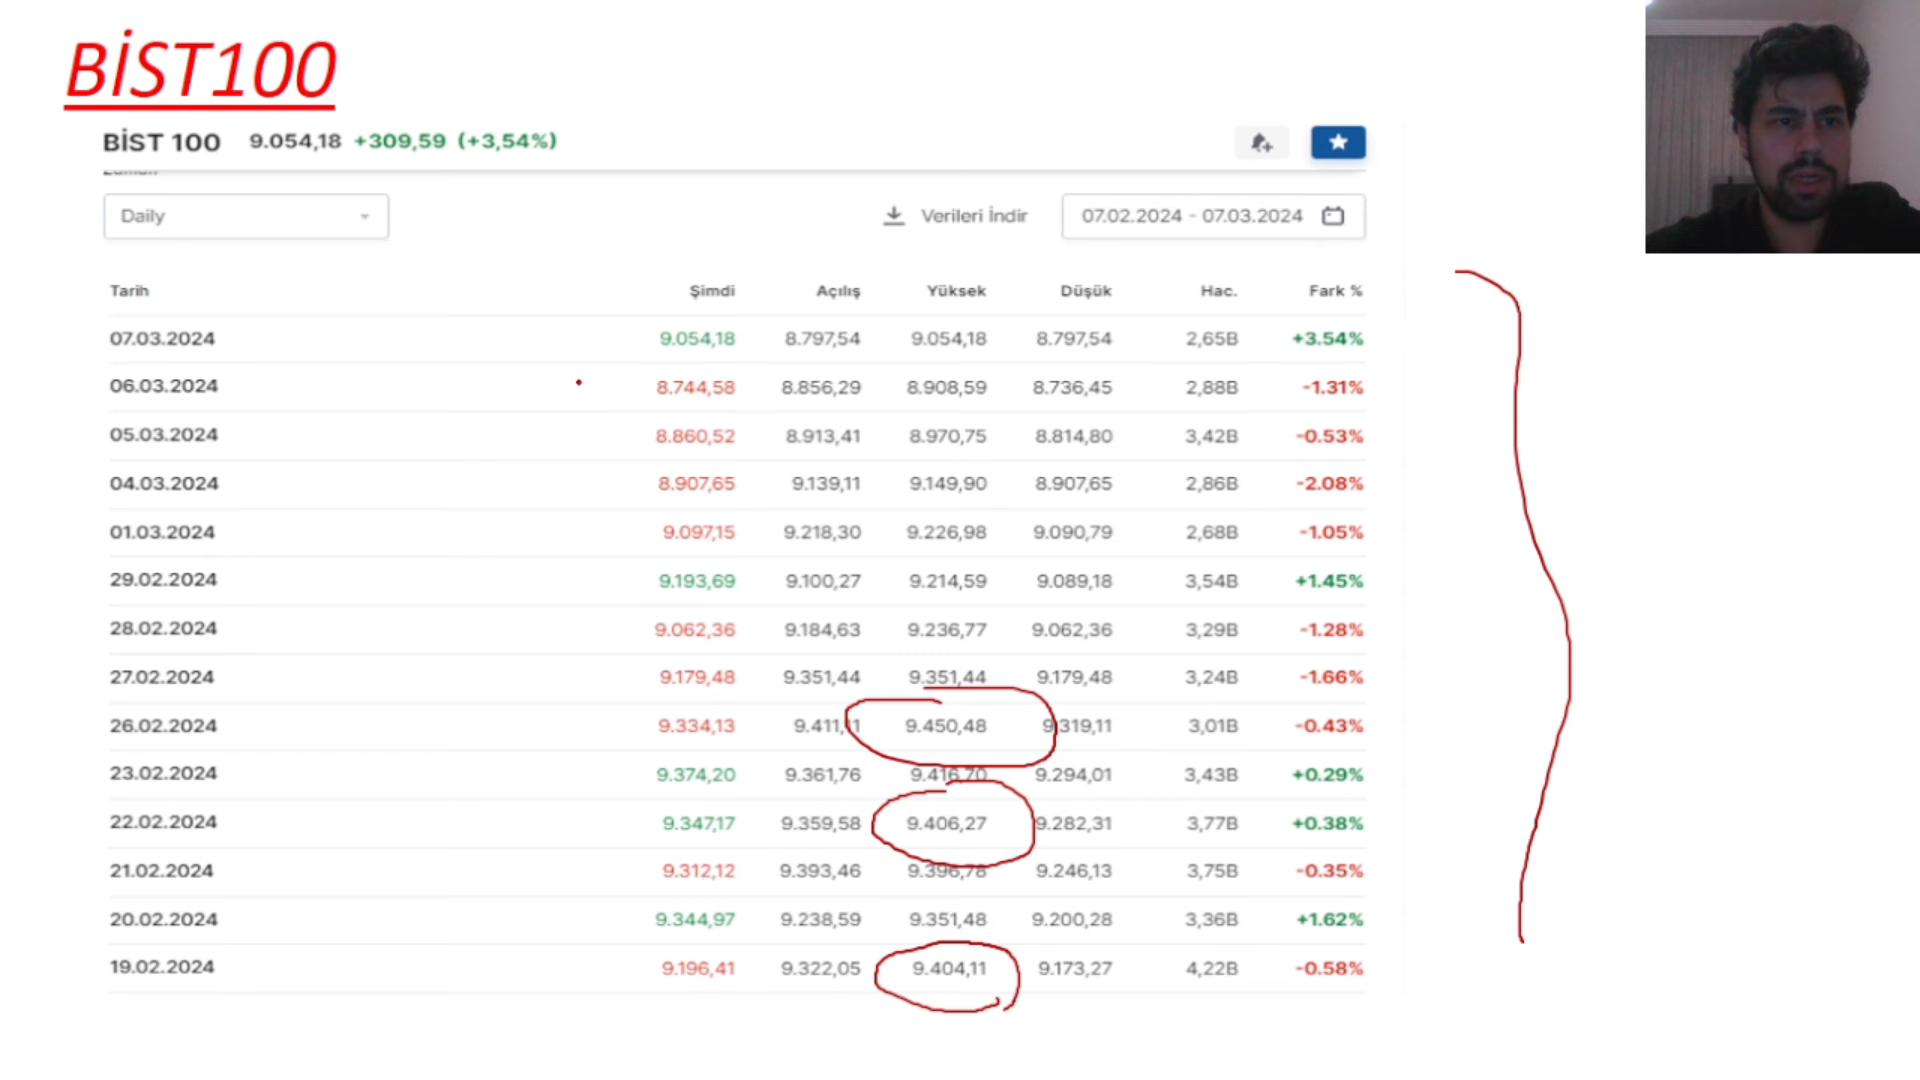 BİST100
BİST 100 9.054,18 +309,59 (+3,54%)
Daily Verileri İndir 07.02.2024 - 07.03.2024
Tarih Şimdi Açılış Yüksek Düşük Hac. Fark %
07.03.2024 9.054,18 8.797,54 9.054,18 8.797,54 2,65B +3.54%
06.03.2024 8.744,58 8.856,29 8.908,59 8.736,45 2,88B -1.31%
05.03.2024 8.860,52 8.913,41 8.970,75 8.814,80 3,42B -0.53%
04.03.2024 8.907,65 9.139,11 9.149,90 8.907,65 2,86B -2.08%
01.03.2024 9.097,15 9.218,30 9.226,98 9.090,79 2,68B -1.05%
29.02.2024 9.193,69 9.100,27 9.214,59 9.089,18 3,54B +1.45%
28.02.2024 9.062,36 9.184,63 9.236,77 9.062,36 3,29B -1.28%
27.02.2024 9.179,48 9.351,44 9.351,44 9.179,48 3,24B -1.66%
26.02.2024 9.334,13 9.411,11 9.450,48 9.319,11 3,01B -0.43%
23.02.2024 9.374,20 9.361,76 9.416,70 9.294,01 3,43B +0.29%
22.02.2024 9.347,17 9.359,58 9.406,27 9.282,31 3,77B +0.38%
21.02.2024 9.312,12 9.393,46 9.396,78 9.246,13 3,75B -0.35%
20.02.2024 9.344,97 9.238,59 9.351,48 9.200,28 3,36B +1.62%
19.02.2024 9.196,41 9.322,05 9.404,11 9.173,27 4,22B -0.58%